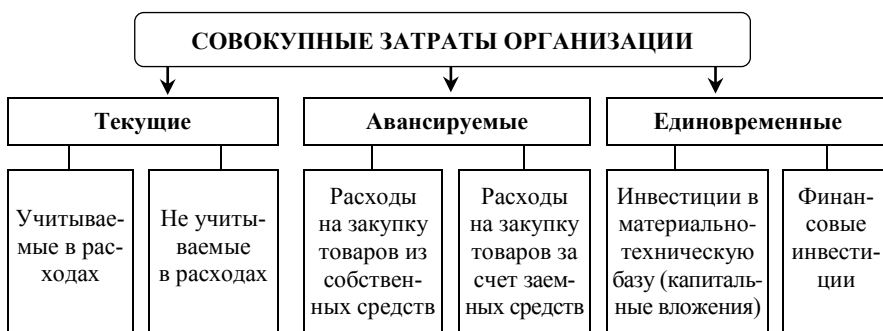 СОВОКУПНЫЕ ЗАТРАТЫ ОРГАНИЗАЦИИ
Текущие
Авансируемые
Единовременные
Учитывае-
мые в рас-
ходах
Не учиты-
ваемые
в расходах
Расходы
на закупку
товаров из
собствен-
ных средств
Расходы
на закупку
товаров за
счет заем-
ных средств
Инвестиции в
материально-
техническую
базу (капиталь-
ные вложения)
Финан-
совые
инвести-
ции